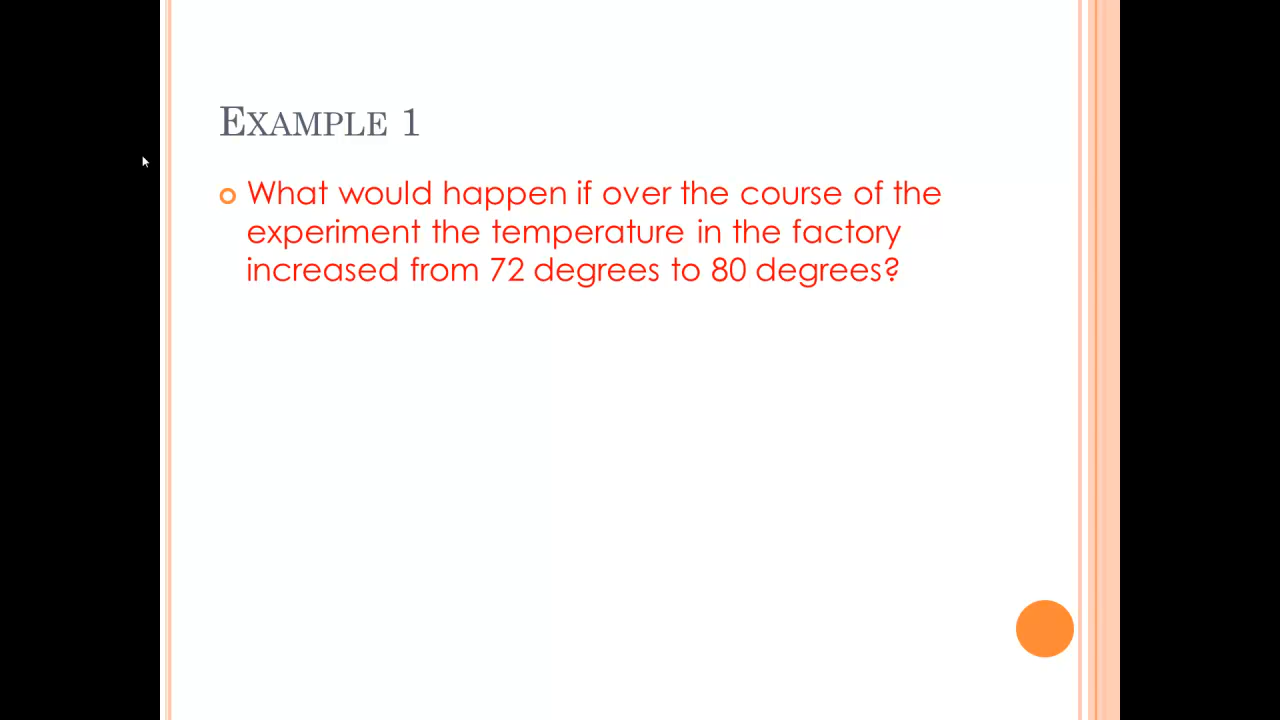 Example 1
What would happen if over the course of the
experiment the temperature in the factory
increased from 72 degrees to 80 degrees?